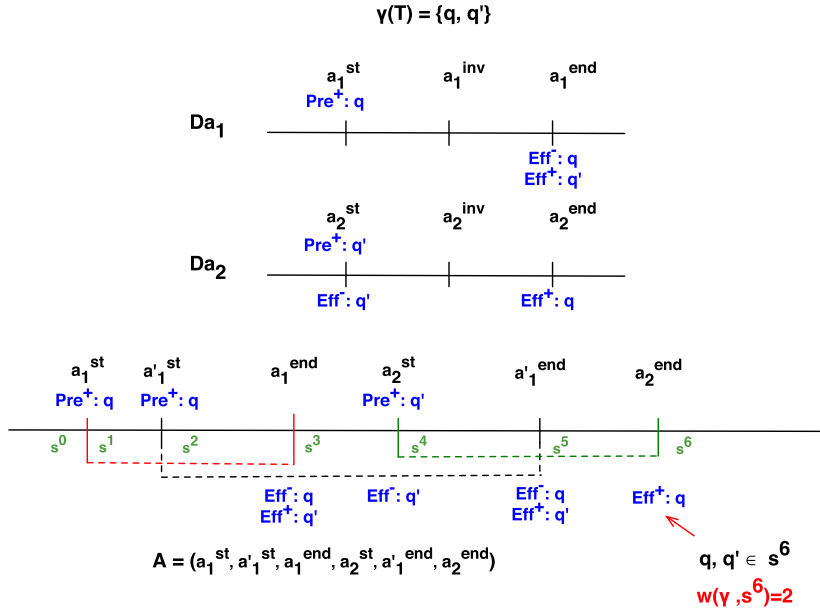 γ(T) = {q, q'}
a₁ˢᵗ a₁ⁱⁿᵛ a₁ᵉⁿᵈ
Pre⁺: q
Da₁
Eff⁻: q
Eff⁺: q'
a₂ˢᵗ a₂ⁱⁿᵛ a₂ᵉⁿᵈ
Pre⁺: q'
Da₂
Eff⁻: q' Eff⁺: q
a₁ˢᵗ a'₁ˢᵗ a₁ᵉⁿᵈ a₂ˢᵗ a'₁ᵉⁿᵈ a₂ᵉⁿᵈ
Pre⁺: q Pre⁺: q Pre⁺: q'
s⁰ s¹ s² s³ s⁴ s⁵ s⁶
Eff⁻: q Eff⁻: q' Eff⁻: q Eff⁺: q
Eff⁺: q' Eff⁺: q'
A = (a₁ˢᵗ, a'₁ˢᵗ, a₁ᵉⁿᵈ, a₂ˢᵗ, a'₁ᵉⁿᵈ, a₂ᵉⁿᵈ)
q, q' ∈ s⁶
w(γ ,s⁶)=2